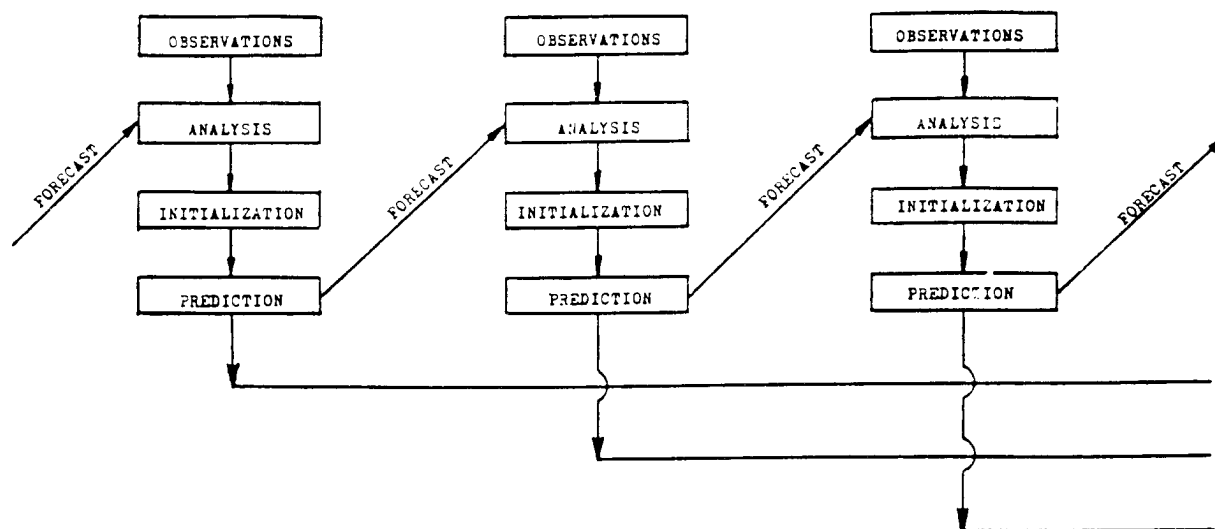 OBSERVATIONS
ANALYSIS
INITIALIZATION
PREDICTION
FORECAST
OBSERVATIONS
ANALYSIS
INITIALIZATION
PREDICTION
FORECAST
OBSERVATIONS
ANALYSIS
INITIALIZATION
PREDICTION
FORECAST
FORECAST